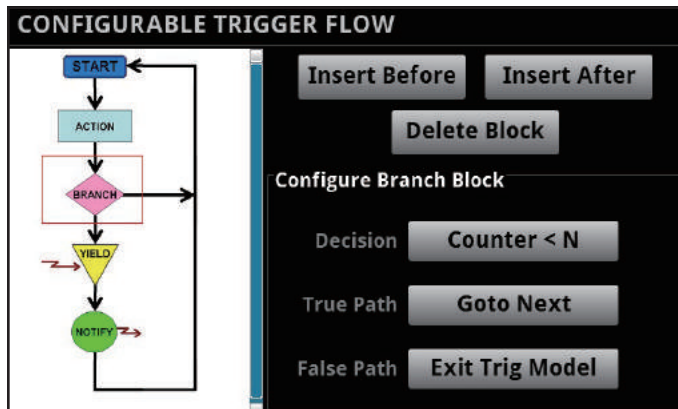 CONFIGURABLE TRIGGER FLOW
START
ACTION
BRANCH
YIELD
NOTIFY
Insert Before
Insert After
Delete Block
Configure Branch Block
Decision
Counter < N
True Path
Goto Next
False Path
Exit Trig Model